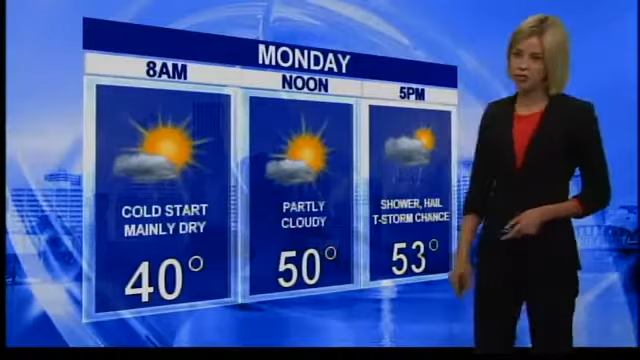 MONDAY
8AM
NOON
5PM
COLD START
MAINLY DRY
PARTLY
CLOUDY
SHOWER, HAIL
T-STORM CHANCE
40°
50°
53°